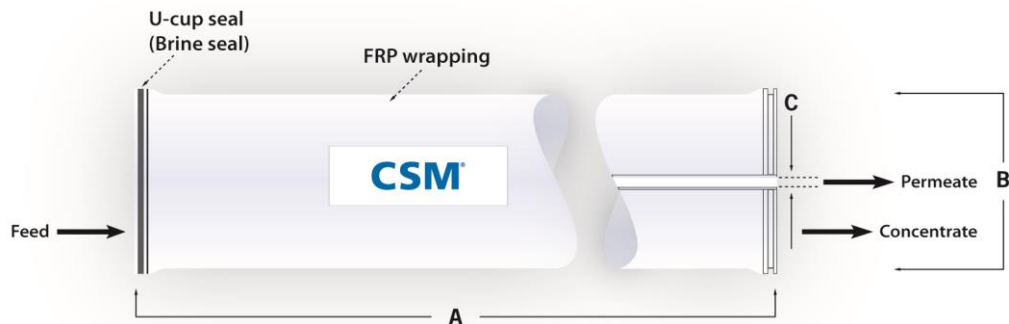 U-cup seal
(Brine seal)
FRP wrapping
C
CSM®
Permeate
B
Feed
Concentrate
A